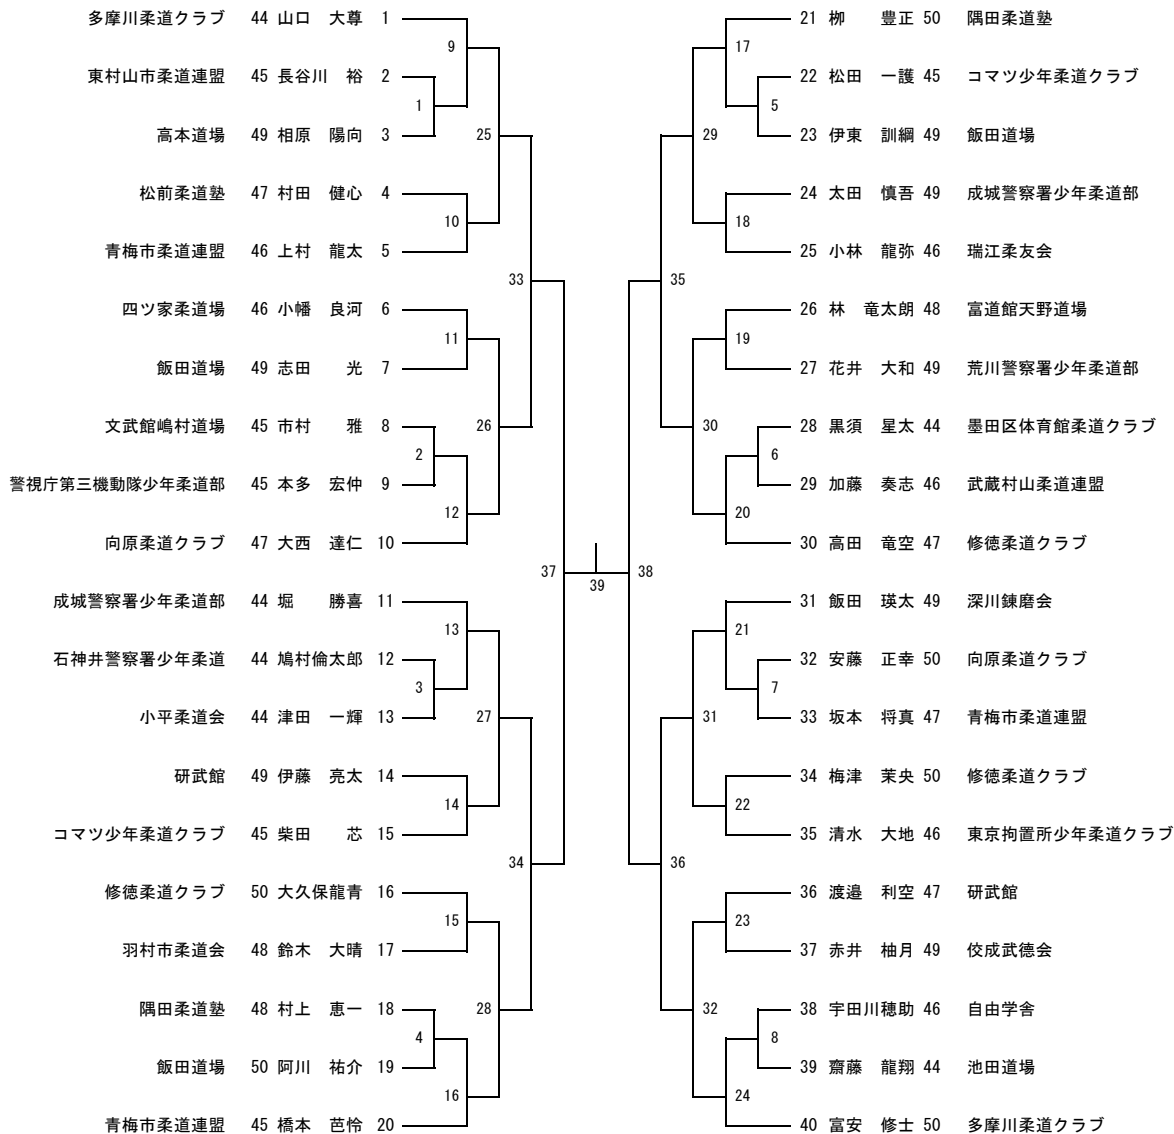 多摩川柔道クラブ 44 山口 大尊 1
9
東村山市柔道連盟 45 長谷川 裕 2
1
高本道場 49 相原 陽向 3
25
松前柔道塾 47 村田 健心 4
10
青梅市柔道連盟 46 上村 龍太 5
33
四ツ家柔道場 46 小幡 良河 6
11
飯田道場 49 志田 光 7
文武館嶋村道場 45 市村 雅 8
26
2
警視庁第三機動隊少年柔道部 45 本多 宏仲 9
12
向原柔道クラブ 47 大西 達仁 10
37
成城警察署少年柔道部 44 堀 勝喜 11
13
石神井警察署少年柔道 44 鳩村倫太郎 12
3
小平柔道会 44 津田 一輝 13
27
研武館 49 伊藤 亮太 14
14
コマツ少年柔道クラブ 45 柴田 芯 15
34
修徳柔道クラブ 50 大久保龍青 16
15
羽村市柔道会 48 鈴木 大晴 17
隅田柔道塾 48 村上 恵一 18
28
4
飯田道場 50 阿川 祐介 19
16
青梅市柔道連盟 45 橋本 芭怜 20
39
21 栁 豊正 50 隅田柔道塾
17
22 松田 一護 45 コマツ少年柔道クラブ
5
23 伊東 訓綱 49 飯田道場
29
24 太田 慎吾 49 成城警察署少年柔道部
18
25 小林 龍弥 46 瑞江柔友会
35
26 林 竜太朗 48 富道館天野道場
19
27 花井 大和 49 荒川警察署少年柔道部
28 黒須 星太 44 墨田区体育館柔道クラブ
30
6
29 加藤 奏志 46 武蔵村山柔道連盟
20
30 高田 竜空 47 修徳柔道クラブ
38
31 飯田 瑛太 49 深川錬磨会
21
32 安藤 正幸 50 向原柔道クラブ
7
33 坂本 将真 47 青梅市柔道連盟
31
34 梅津 茉央 50 修徳柔道クラブ
22
35 清水 大地 46 東京拘置所少年柔道クラブ
36
36 渡邉 利空 47 研武館
23
37 赤井 柚月 49 佼成武徳会
38 宇田川穂助 46 自由学舎
32
8
39 齋藤 龍翔 44 池田道場
24
40 富安 修士 50 多摩川柔道クラブ